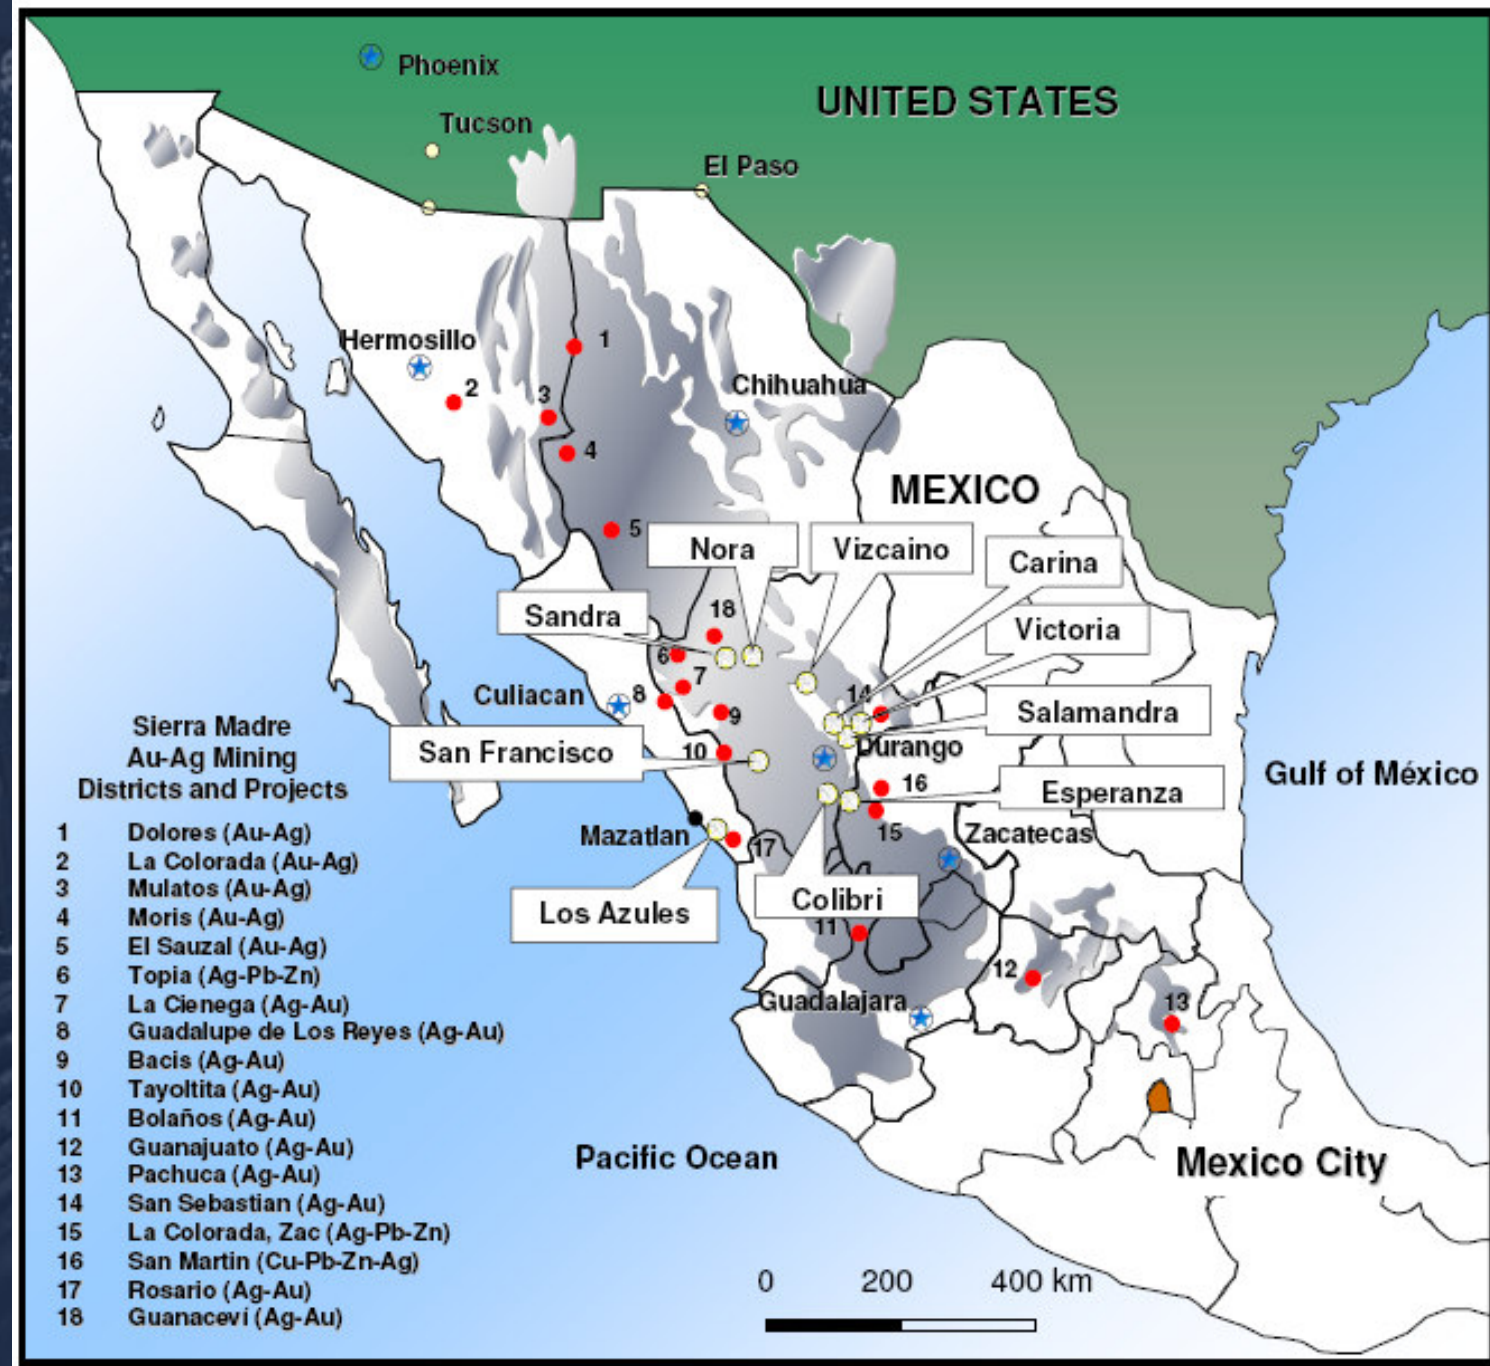 Phoenix
UNITED STATES
Tucson
El Paso
Hermosillo
1
Chihuahua
2
3
4
MEXICO
5
Nora
Vizcaino
Carina
Sandra
18
Victoria
6
7
Culiacan
8
14
Salamandra
9
Sierra Madre
Au-Ag Mining
Districts and Projects
San Francisco
10
Durango
Gulf of México
16
Esperanza
15
Mazatlan
17
Zacatecas
Los Azules
Colibri
11
12
Guadalajara
13
1 Dolores (Au-Ag)
2 La Colorada (Au-Ag)
3 Mulatos (Au-Ag)
4 Moris (Au-Ag)
5 El Sauzal (Au-Ag)
6 Topia (Ag-Pb-Zn)
7 La Cienega (Ag-Au)
8 Guadalupe de Los Reyes (Ag-Au)
9 Bacis (Ag-Au)
10 Tayoltita (Ag-Au)
11 Bolaños (Ag-Au)
12 Guanajuato (Ag-Au)
13 Pachuca (Ag-Au)
14 San Sebastian (Ag-Au)
15 La Colorada, Zac (Ag-Pb-Zn)
16 San Martin (Cu-Pb-Zn-Ag)
17 Rosario (Ag-Au)
18 Guanaceví (Ag-Au)
Pacific Ocean
Mexico City
0 200 400 km